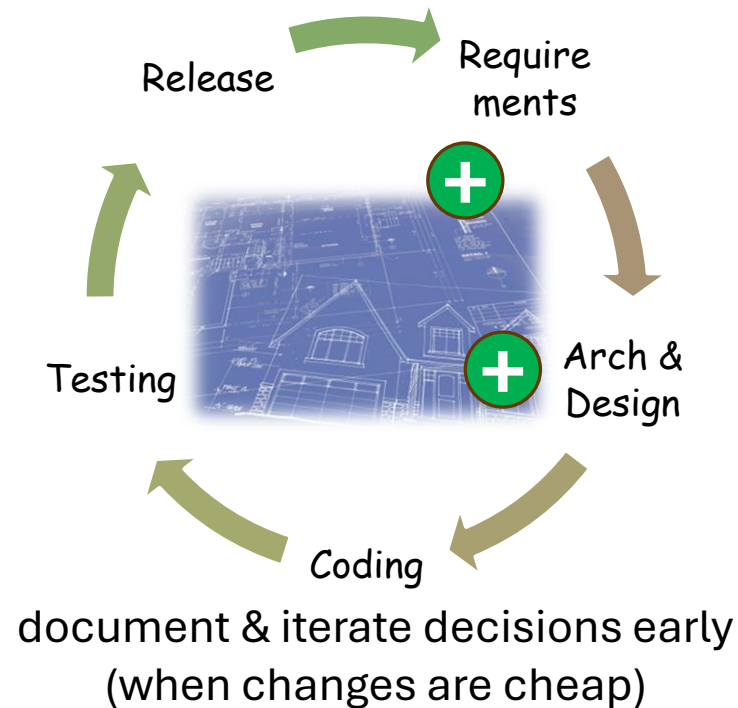 Release
Require
ments
Arch &
Design
Testing
Coding
document & iterate decisions early
(when changes are cheap)